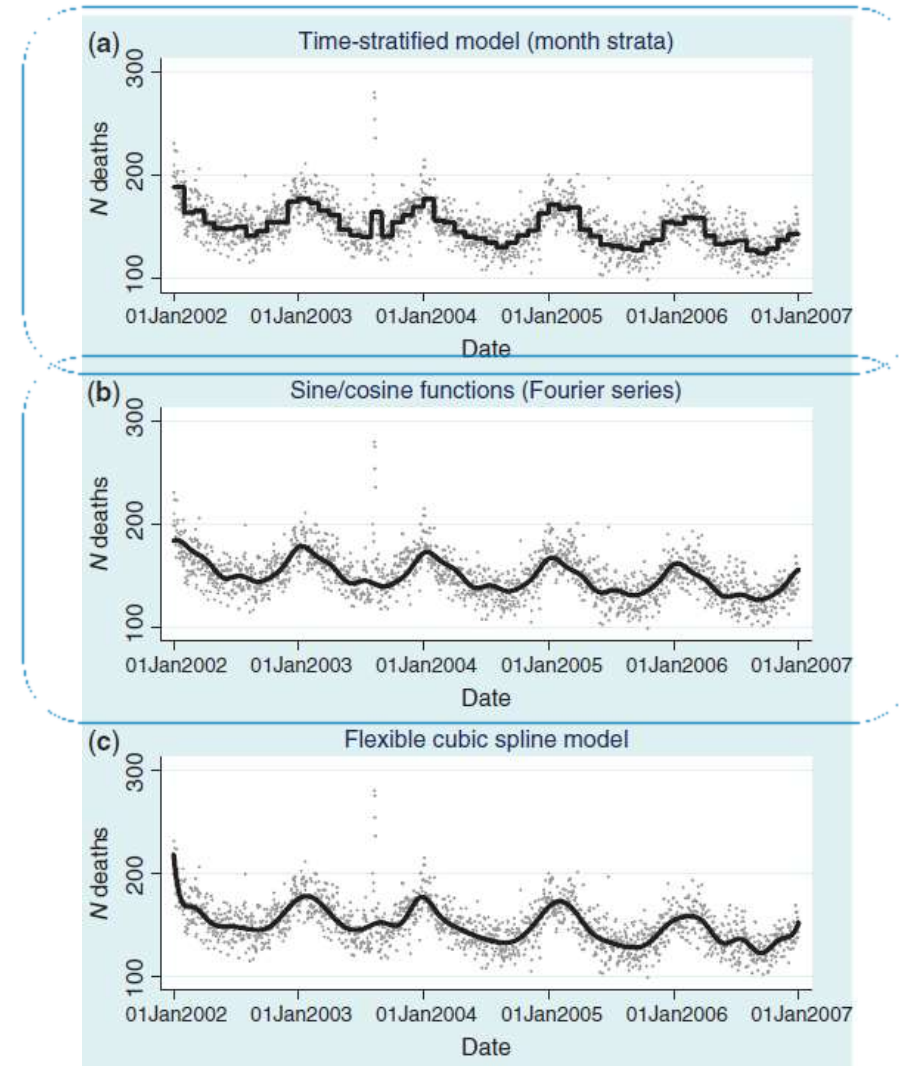 (a) Time-stratified model (month strata)
300
200
100
N deaths
01Jan2002 01Jan2003 01Jan2004 01Jan2005 01Jan2006 01Jan2007
Date
(b) Sine/cosine functions (Fourier series)
300
200
100
N deaths
01Jan2002 01Jan2003 01Jan2004 01Jan2005 01Jan2006 01Jan2007
Date
(c) Flexible cubic spline model
300
200
100
N deaths
01Jan2002 01Jan2003 01Jan2004 01Jan2005 01Jan2006 01Jan2007
Date